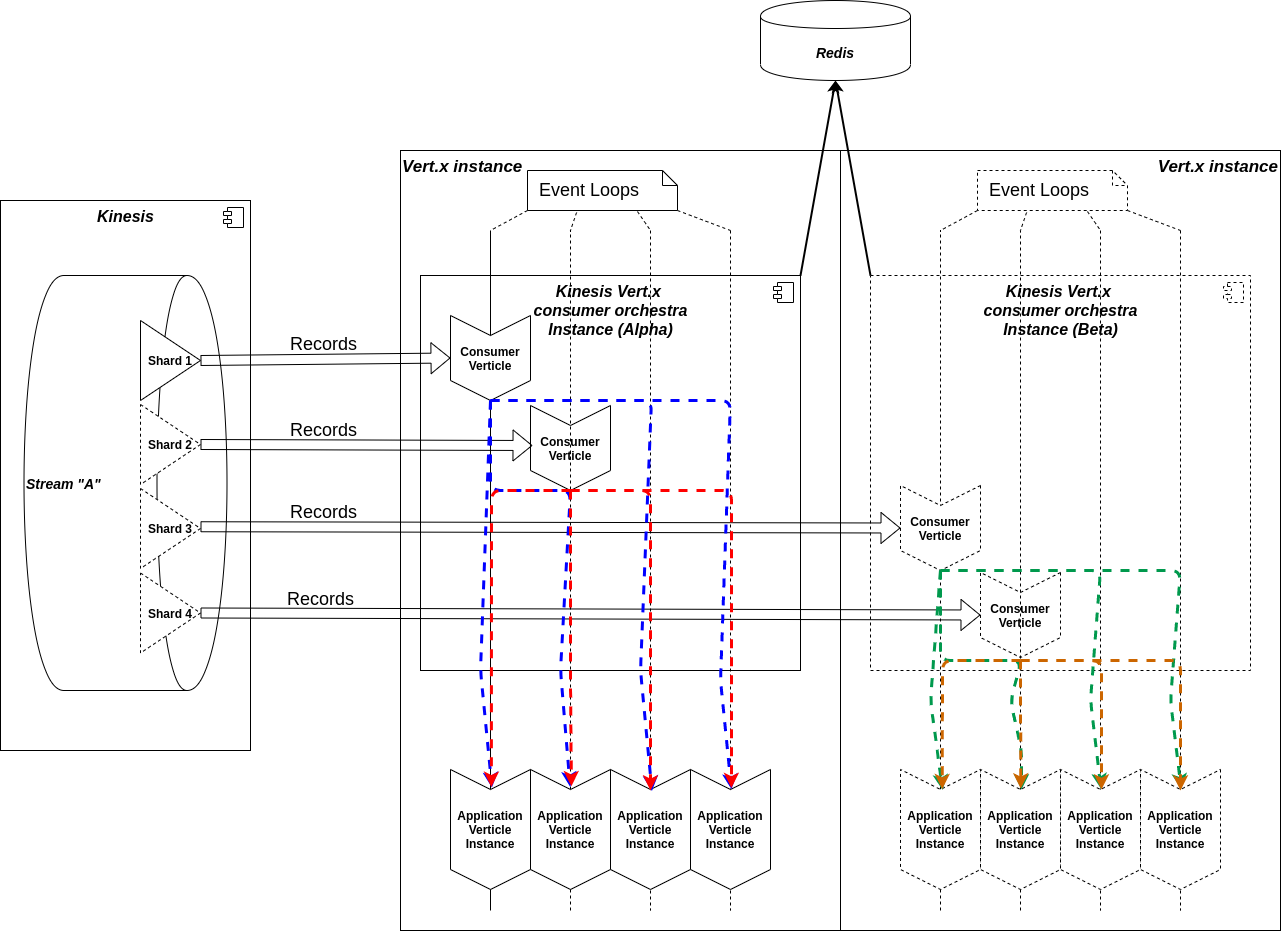 Redis
Vert.x instance
Event Loops
Event Loops
Vert.x instance
Kinesis
Kinesis Vert.x
consumer orchestra
Instance (Alpha)
Kinesis Vert.x
consumer orchestra
Instance (Beta)
Stream "A"
Shard 1
Records
Consumer
Verticle
Shard 2
Records
Consumer
Verticle
Shard 3
Records
Consumer
Verticle
Shard 4
Records
Consumer
Verticle
Application
Verticle
Instance
Application
Verticle
Instance
Application
Verticle
Instance
Application
Verticle
Instance
Application
Verticle
Instance
Application
Verticle
Instance
Application
Verticle
Instance
Application
Verticle
Instance